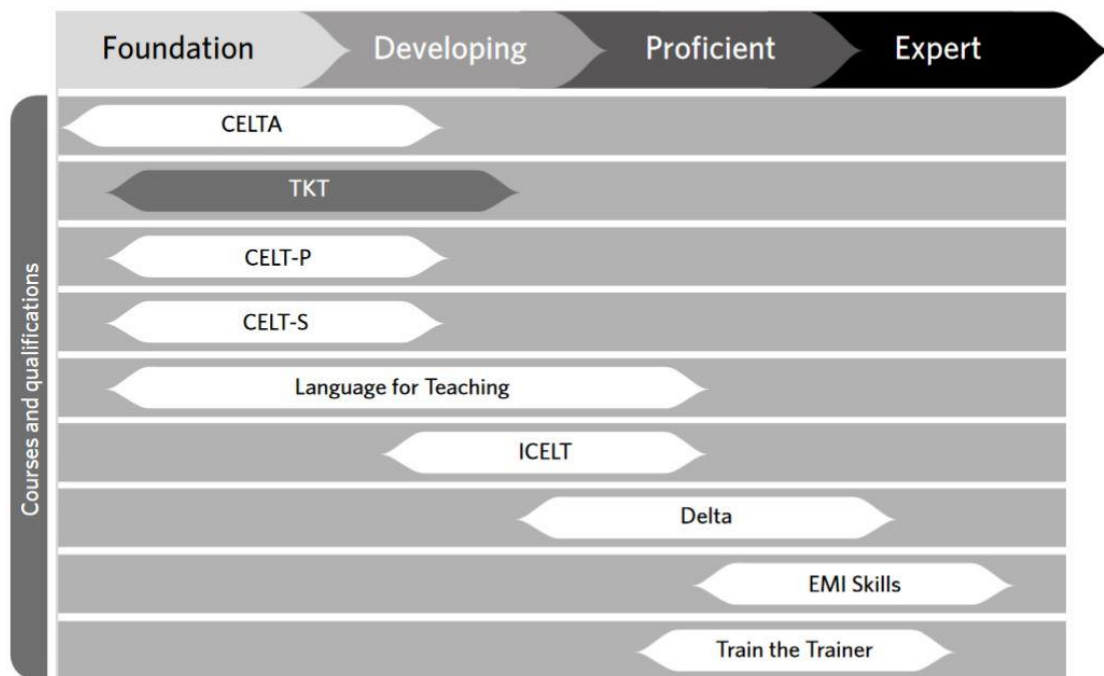 Foundation Developing Proficient Expert
Courses and qualifications
CELTA
TKT
CELT-P
CELT-S
Language for Teaching
ICELT
Delta
EMI Skills
Train the Trainer